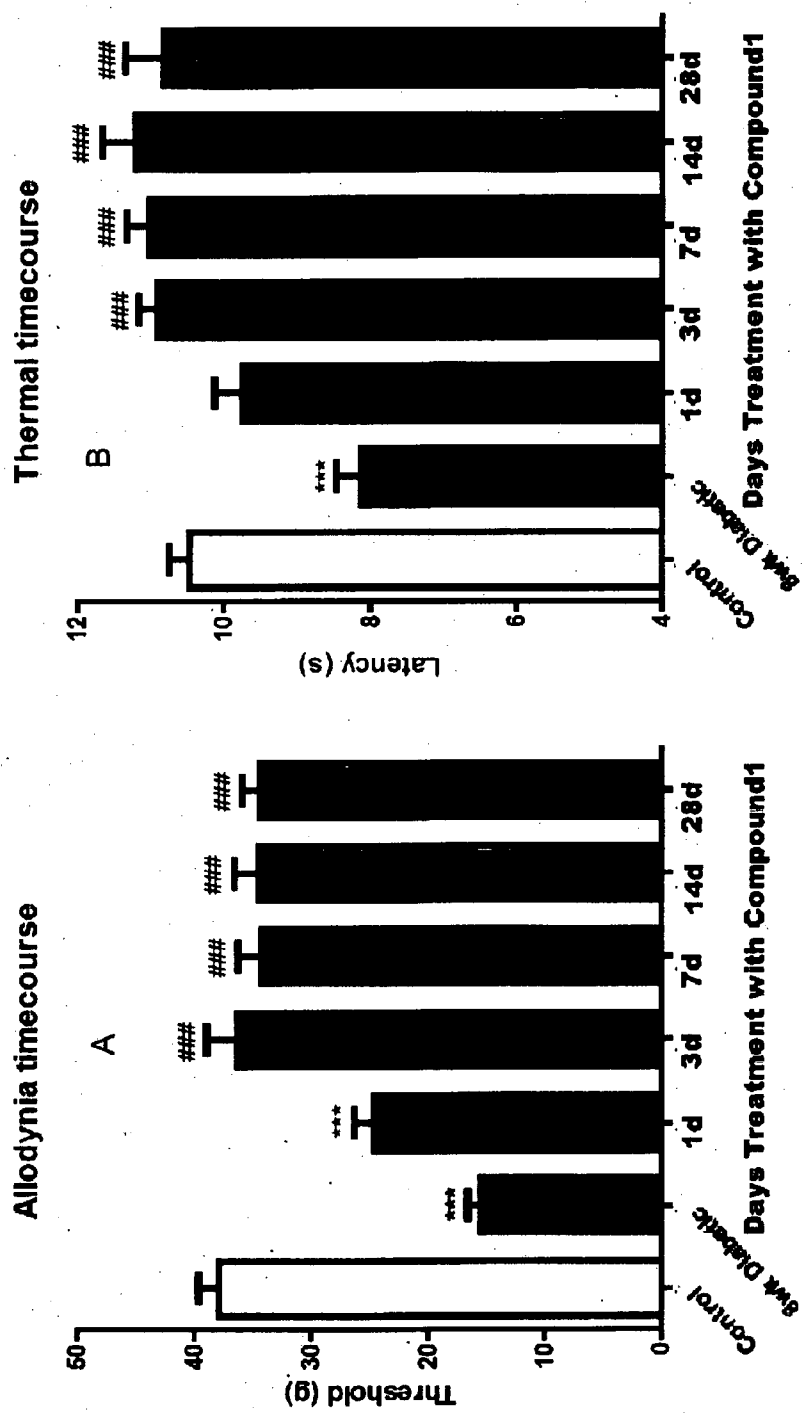 Allodynia timecourse
A
Threshold (g)
50
40
30
20
10
0
***
***
###
###
###
###
Control
8wk Diabetic
1d
3d
7d
14d
28d
Days Treatment with Compound1
Thermal timecourse
B
Latency (s)
12
10
8
6
4
***
###
###
###
###
Control
8wk Diabetic
1d
3d
7d
14d
28d
Days Treatment with Compound1